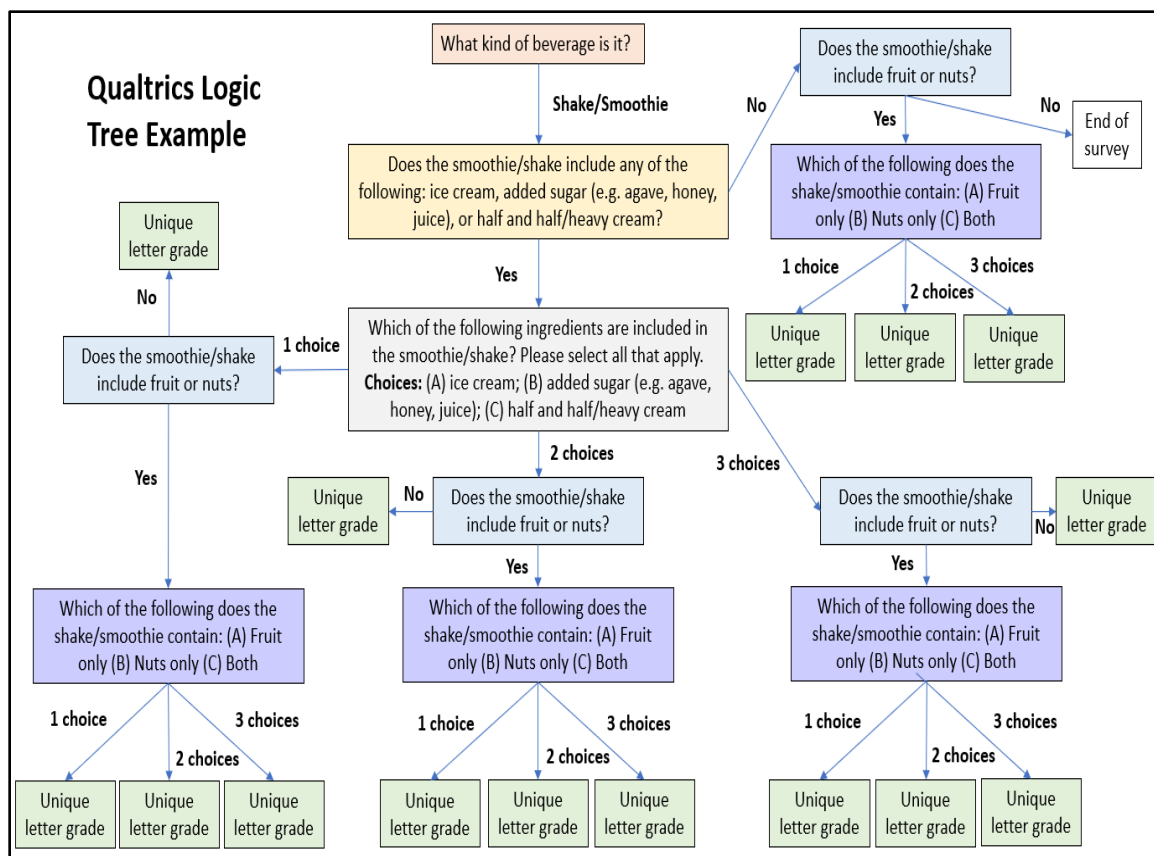 Qualtrics Logic
Tree Example
What kind of beverage is it?
Shake/Smoothie
Does the smoothie/shake include any of the
following: ice cream, added sugar (e.g. agave, honey,
juice), or half and half/heavy cream?
No
Does the smoothie/shake
include fruit or nuts?
No
End of
survey
Yes
Which of the following does the
shake/smoothie contain: (A) Fruit
only (B) Nuts only (C) Both
1 choice
2 choices
3 choices
Unique
letter grade
Unique
letter grade
Unique
letter grade
Yes
Which of the following ingredients are included in
the smoothie/shake? Please select all that apply.
Choices: (A) ice cream; (B) added sugar (e.g. agave,
honey, juice); (C) half and half/heavy cream
1 choice
Does the smoothie/shake
include fruit or nuts?
No
Unique
letter grade
Yes
Which of the following does the
shake/smoothie contain: (A) Fruit
only (B) Nuts only (C) Both
1 choice
2 choices
3 choices
Unique
letter grade
Unique
letter grade
Unique
letter grade
2 choices
Does the smoothie/shake
include fruit or nuts?
No
Unique
letter grade
Yes
Which of the following does the
shake/smoothie contain: (A) Fruit
only (B) Nuts only (C) Both
1 choice
2 choices
3 choices
Unique
letter grade
Unique
letter grade
Unique
letter grade
3 choices
Does the smoothie/shake
include fruit or nuts?
No
Unique
letter grade
Yes
Which of the following does the
shake/smoothie contain: (A) Fruit
only (B) Nuts only (C) Both
1 choice
2 choices
3 choices
Unique
letter grade
Unique
letter grade
Unique
letter grade